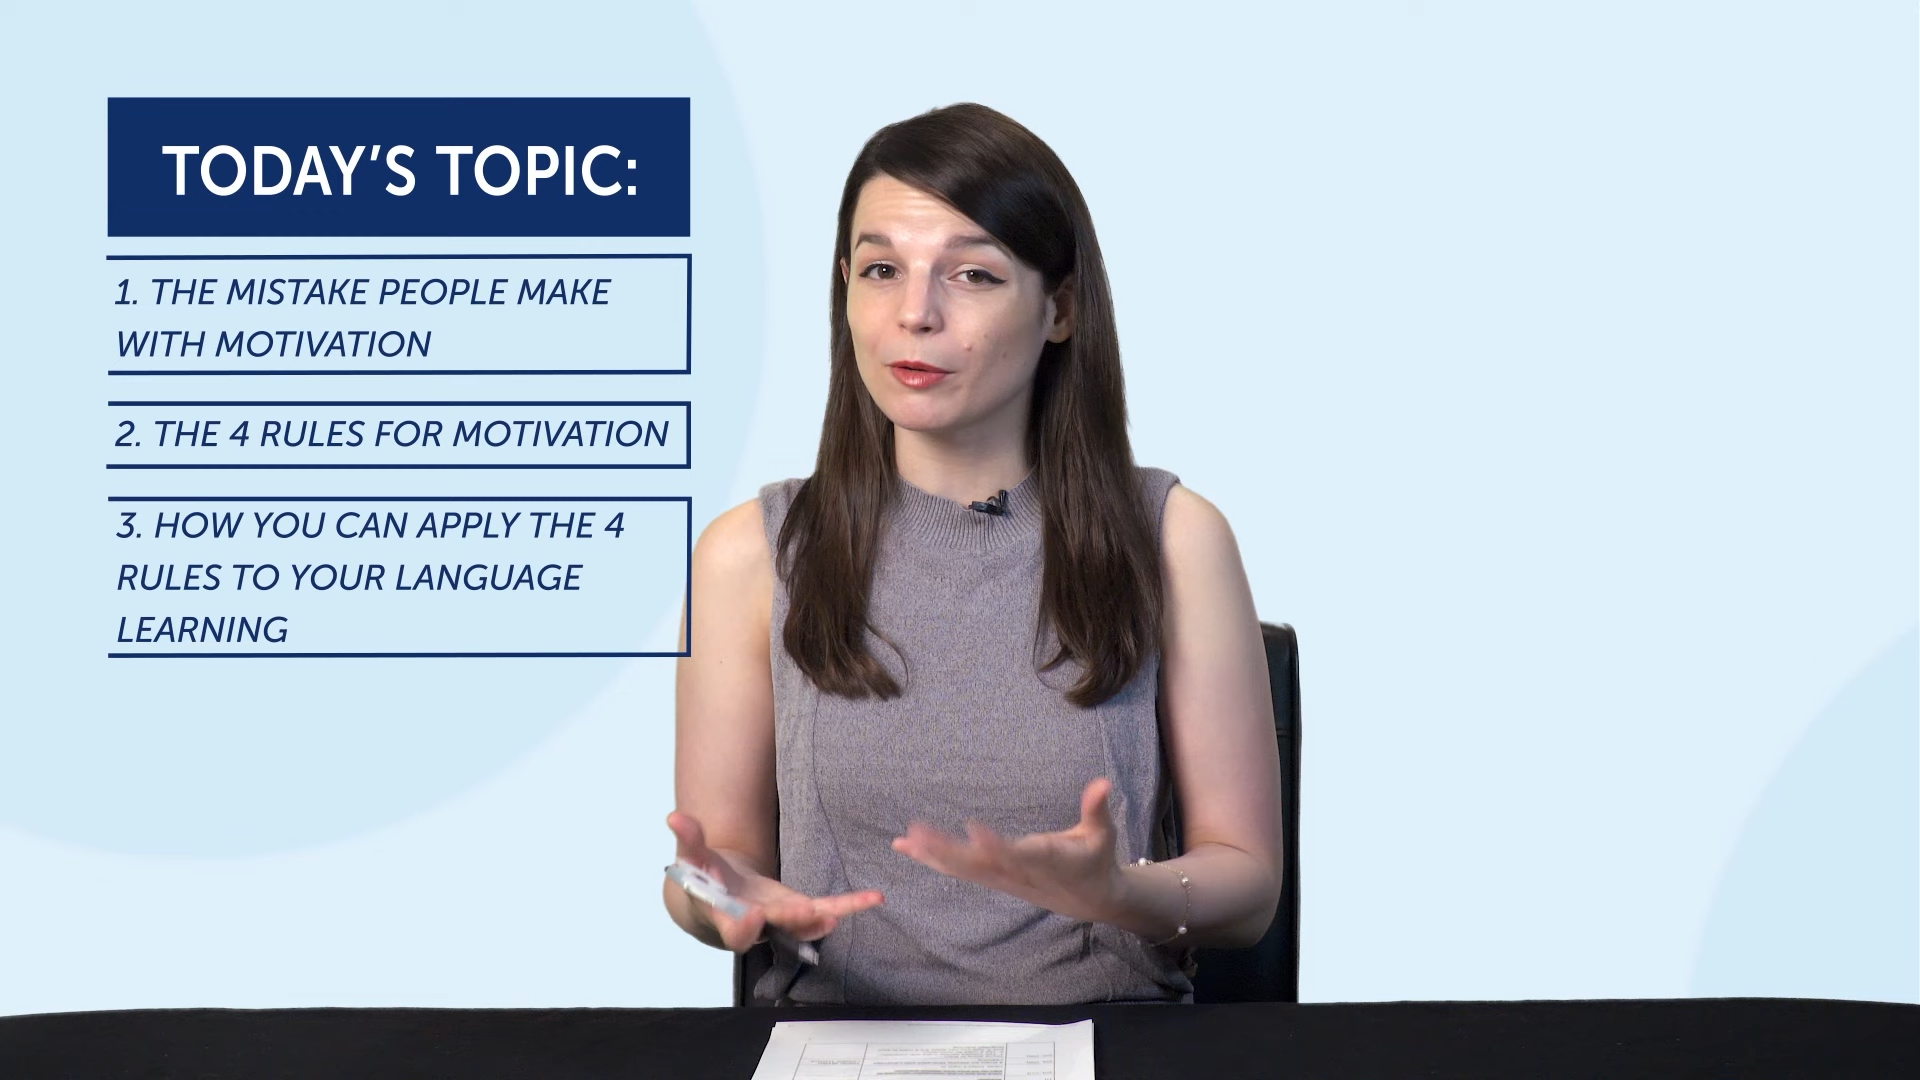 TODAY'S TOPIC:
1. THE MISTAKE PEOPLE MAKE
WITH MOTIVATION
2. THE 4 RULES FOR MOTIVATION
3. HOW YOU CAN APPLY THE 4
RULES TO YOUR LANGUAGE
LEARNING